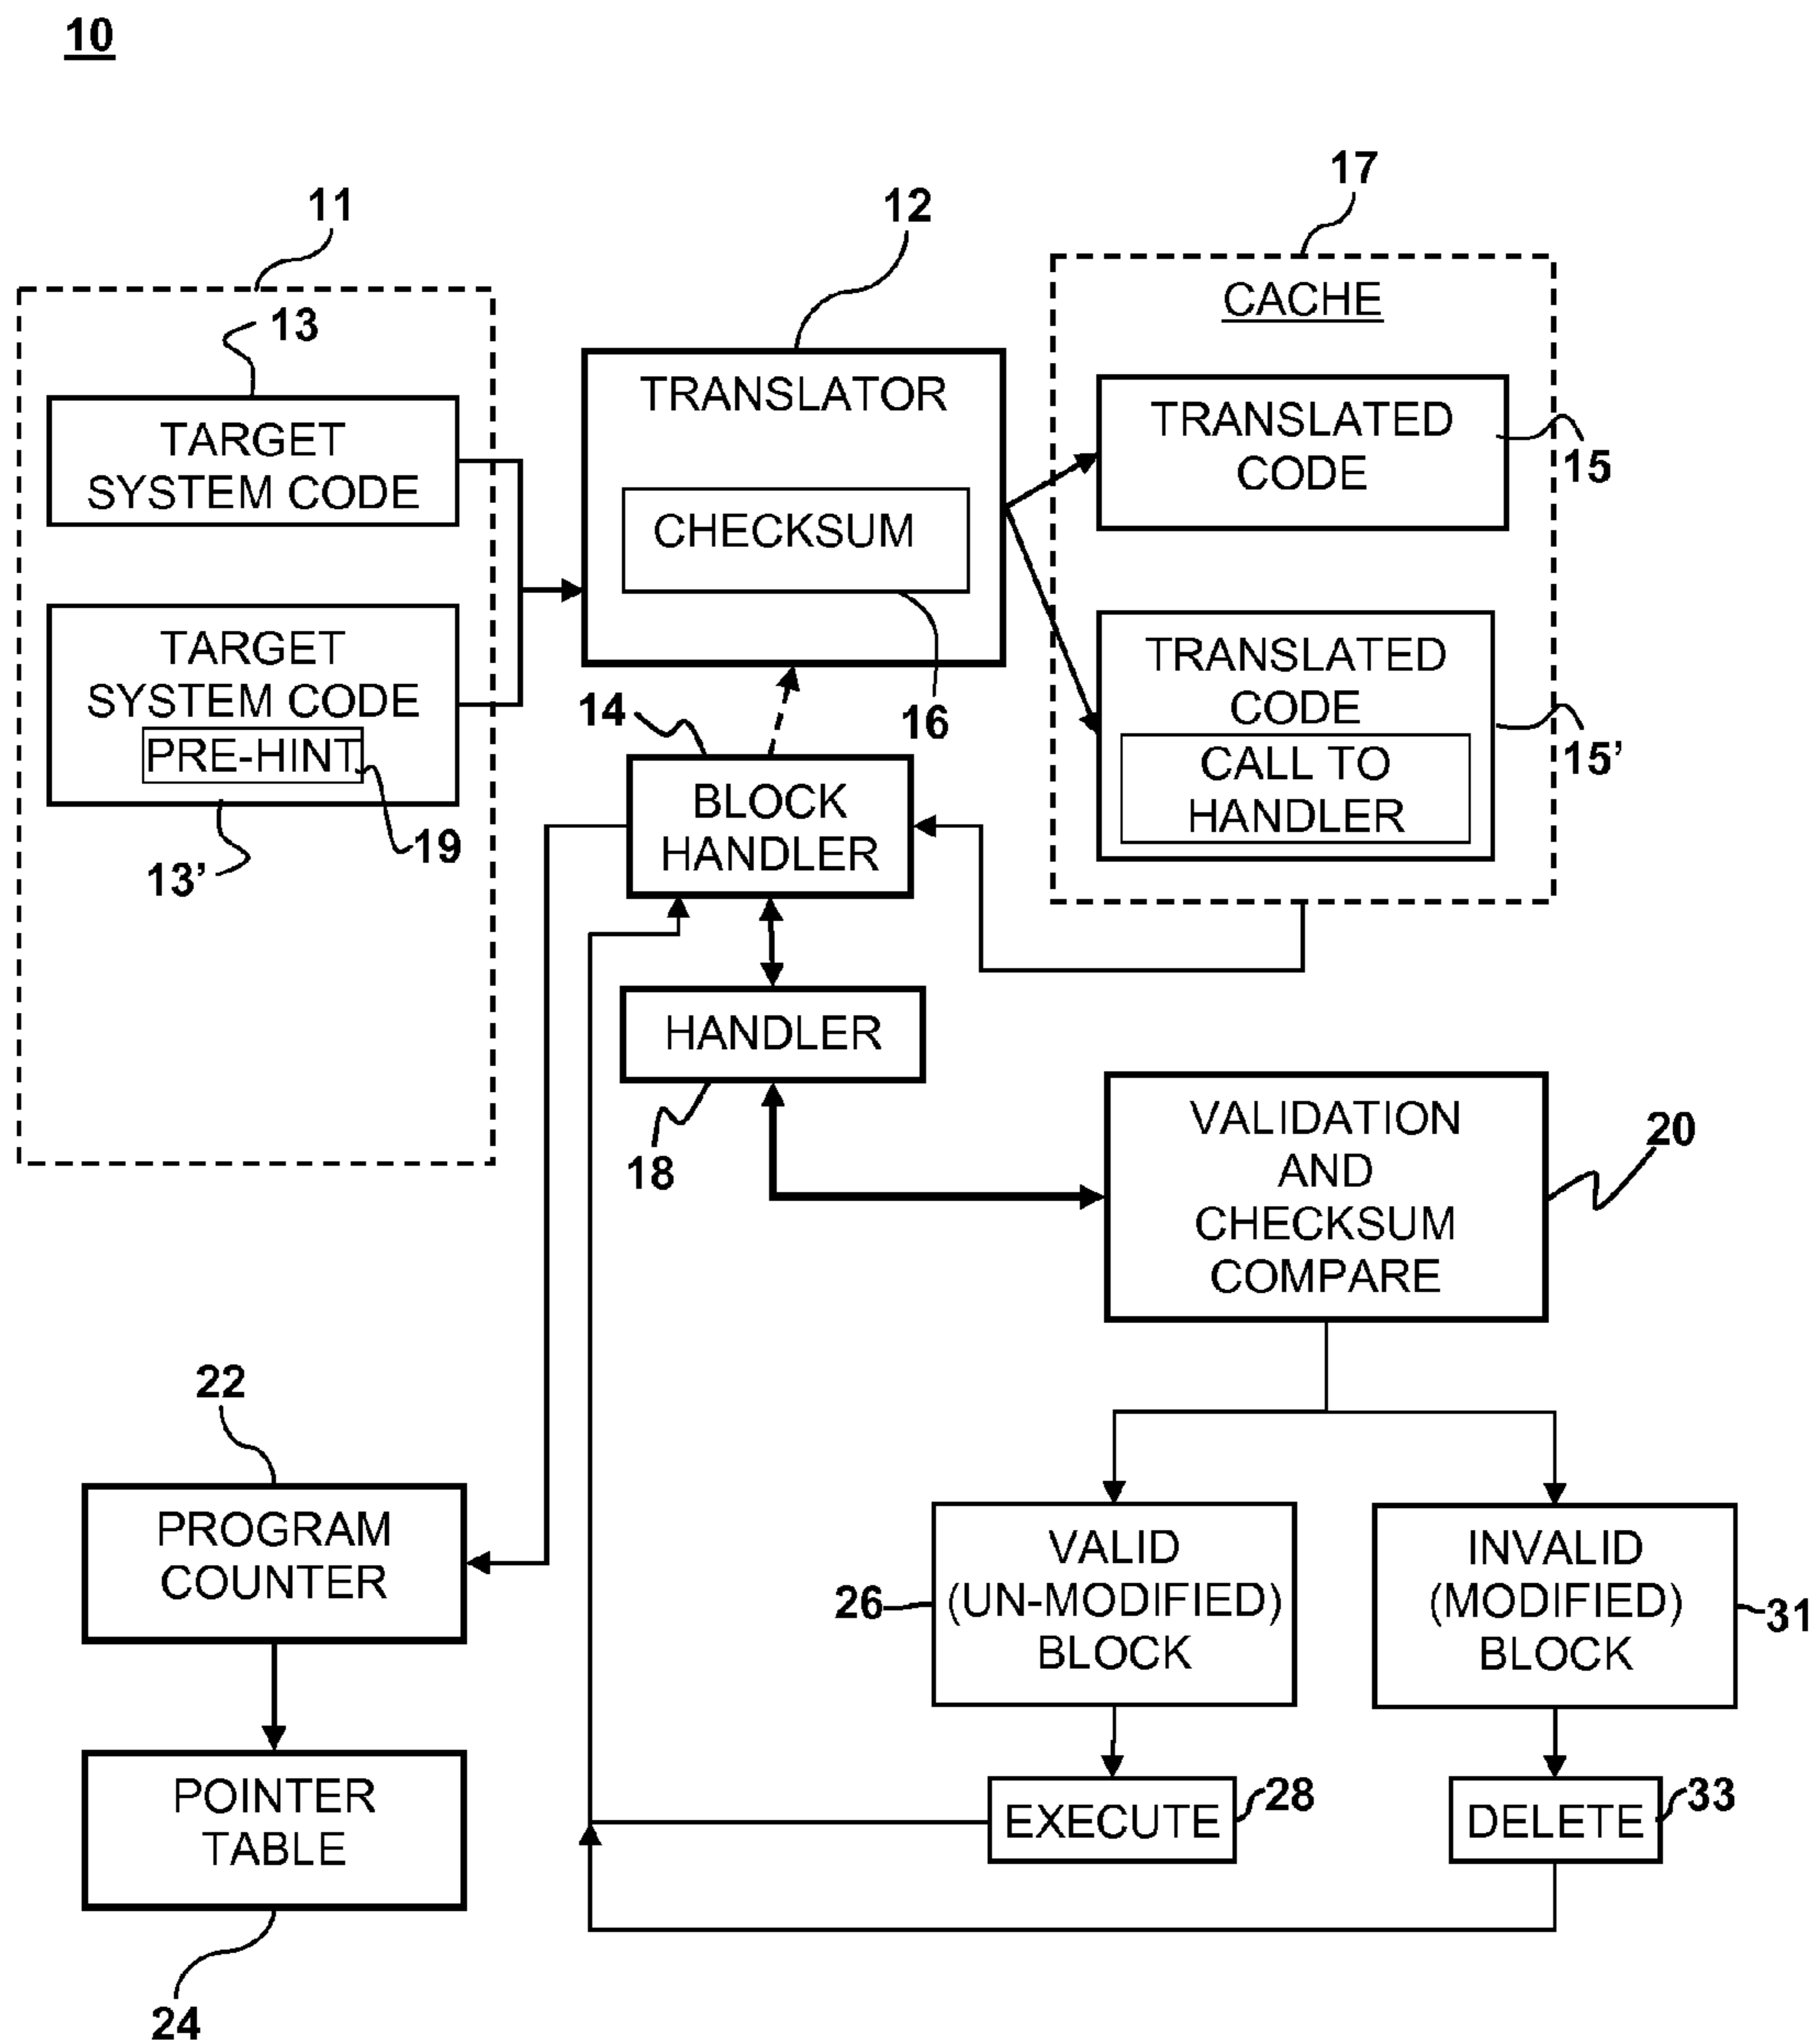 10
11
12
17
13
CACHE
TARGET
SYSTEM CODE
TRANSLATOR
CHECKSUM
TRANSLATED
CODE
15
TARGET
SYSTEM CODE
PRE-HINT
19
13’
16
TRANSLATED
CODE
CALL TO
HANDLER
15’
14
BLOCK
HANDLER
HANDLER
18
VALIDATION
AND
CHECKSUM
COMPARE
20
22
PROGRAM
COUNTER
VALID
(UN-MODIFIED)
BLOCK
26
INVALID
(MODIFIED)
BLOCK
31
POINTER
TABLE
24
EXECUTE
28
DELETE
33